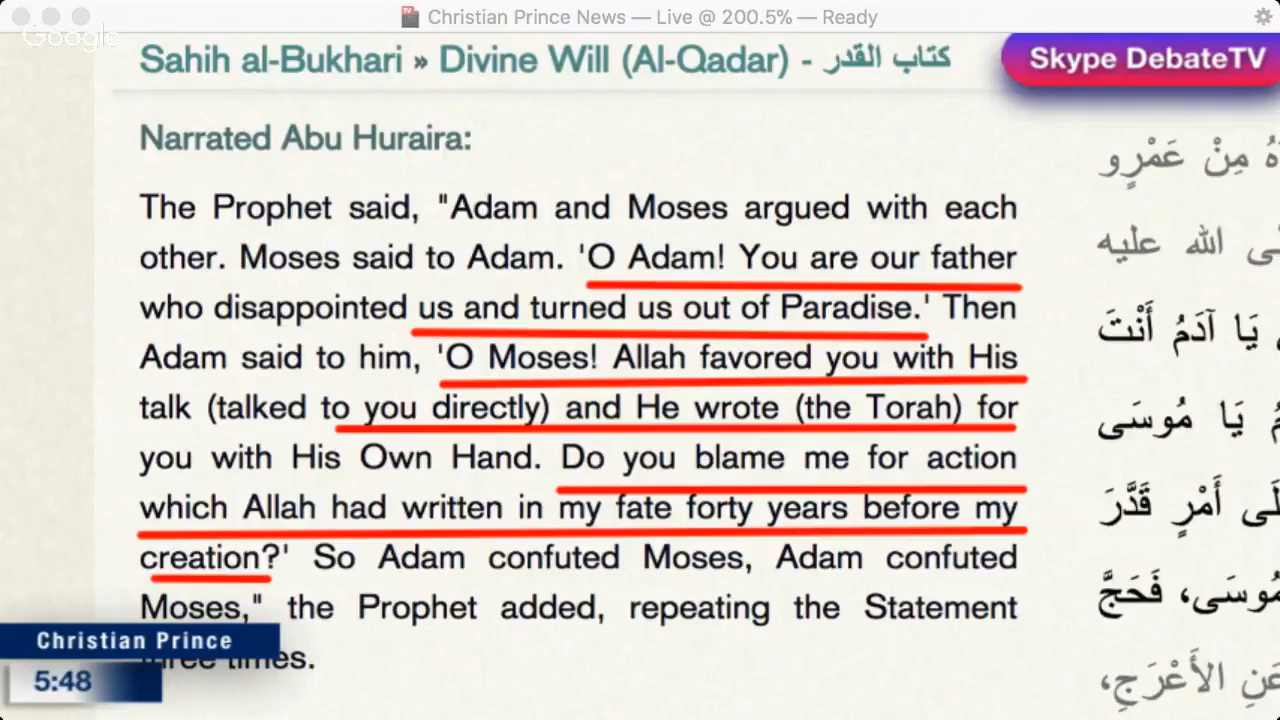 Christian Prince News — Live @ 200.5% — Ready
Google
Sahih al-Bukhari » Divine Will (Al-Qadar) - كتاب القدر
Skype DebateTV
Narrated Abu Huraira:
The Prophet said, "Adam and Moses argued with each
other. Moses said to Adam. 'O Adam! You are our father
who disappointed us and turned us out of Paradise.' Then
Adam said to him, 'O Moses! Allah favored you with His
talk (talked to you directly) and He wrote (the Torah) for
you with His Own Hand. Do you blame me for action
which Allah had written in my fate forty years before my
creation?' So Adam confuted Moses, Adam confuted
Moses," the Prophet added, repeating the Statement
three times.
مِنْ عَمْرٍو
الله عليه
يَا آدَمُ أَنْتَ
يَا مُوسَى
أَمْرٍ قَدَّرَ
مُوسَى، فَحَجَّ
عَنِ الأَعْرَجِ،
Christian Prince
5:48